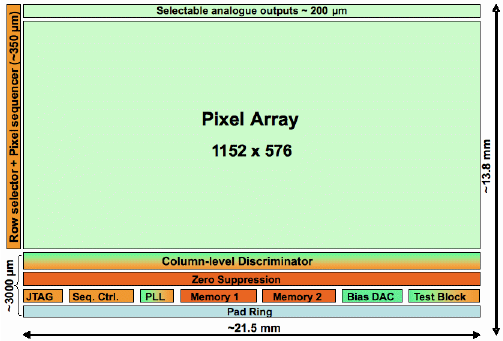 Selectable analogue outputs ~ 200 µm
Row selector + Pixel sequencer (~350 µm)
Pixel Array
1152 x 576
~13.8 mm
Column-level Discriminator
Zero Suppression
~3000 µm
JTAG Seq. Ctrl. PLL Memory 1 Memory 2 Bias DAC Test Block
Pad Ring
~21.5 mm